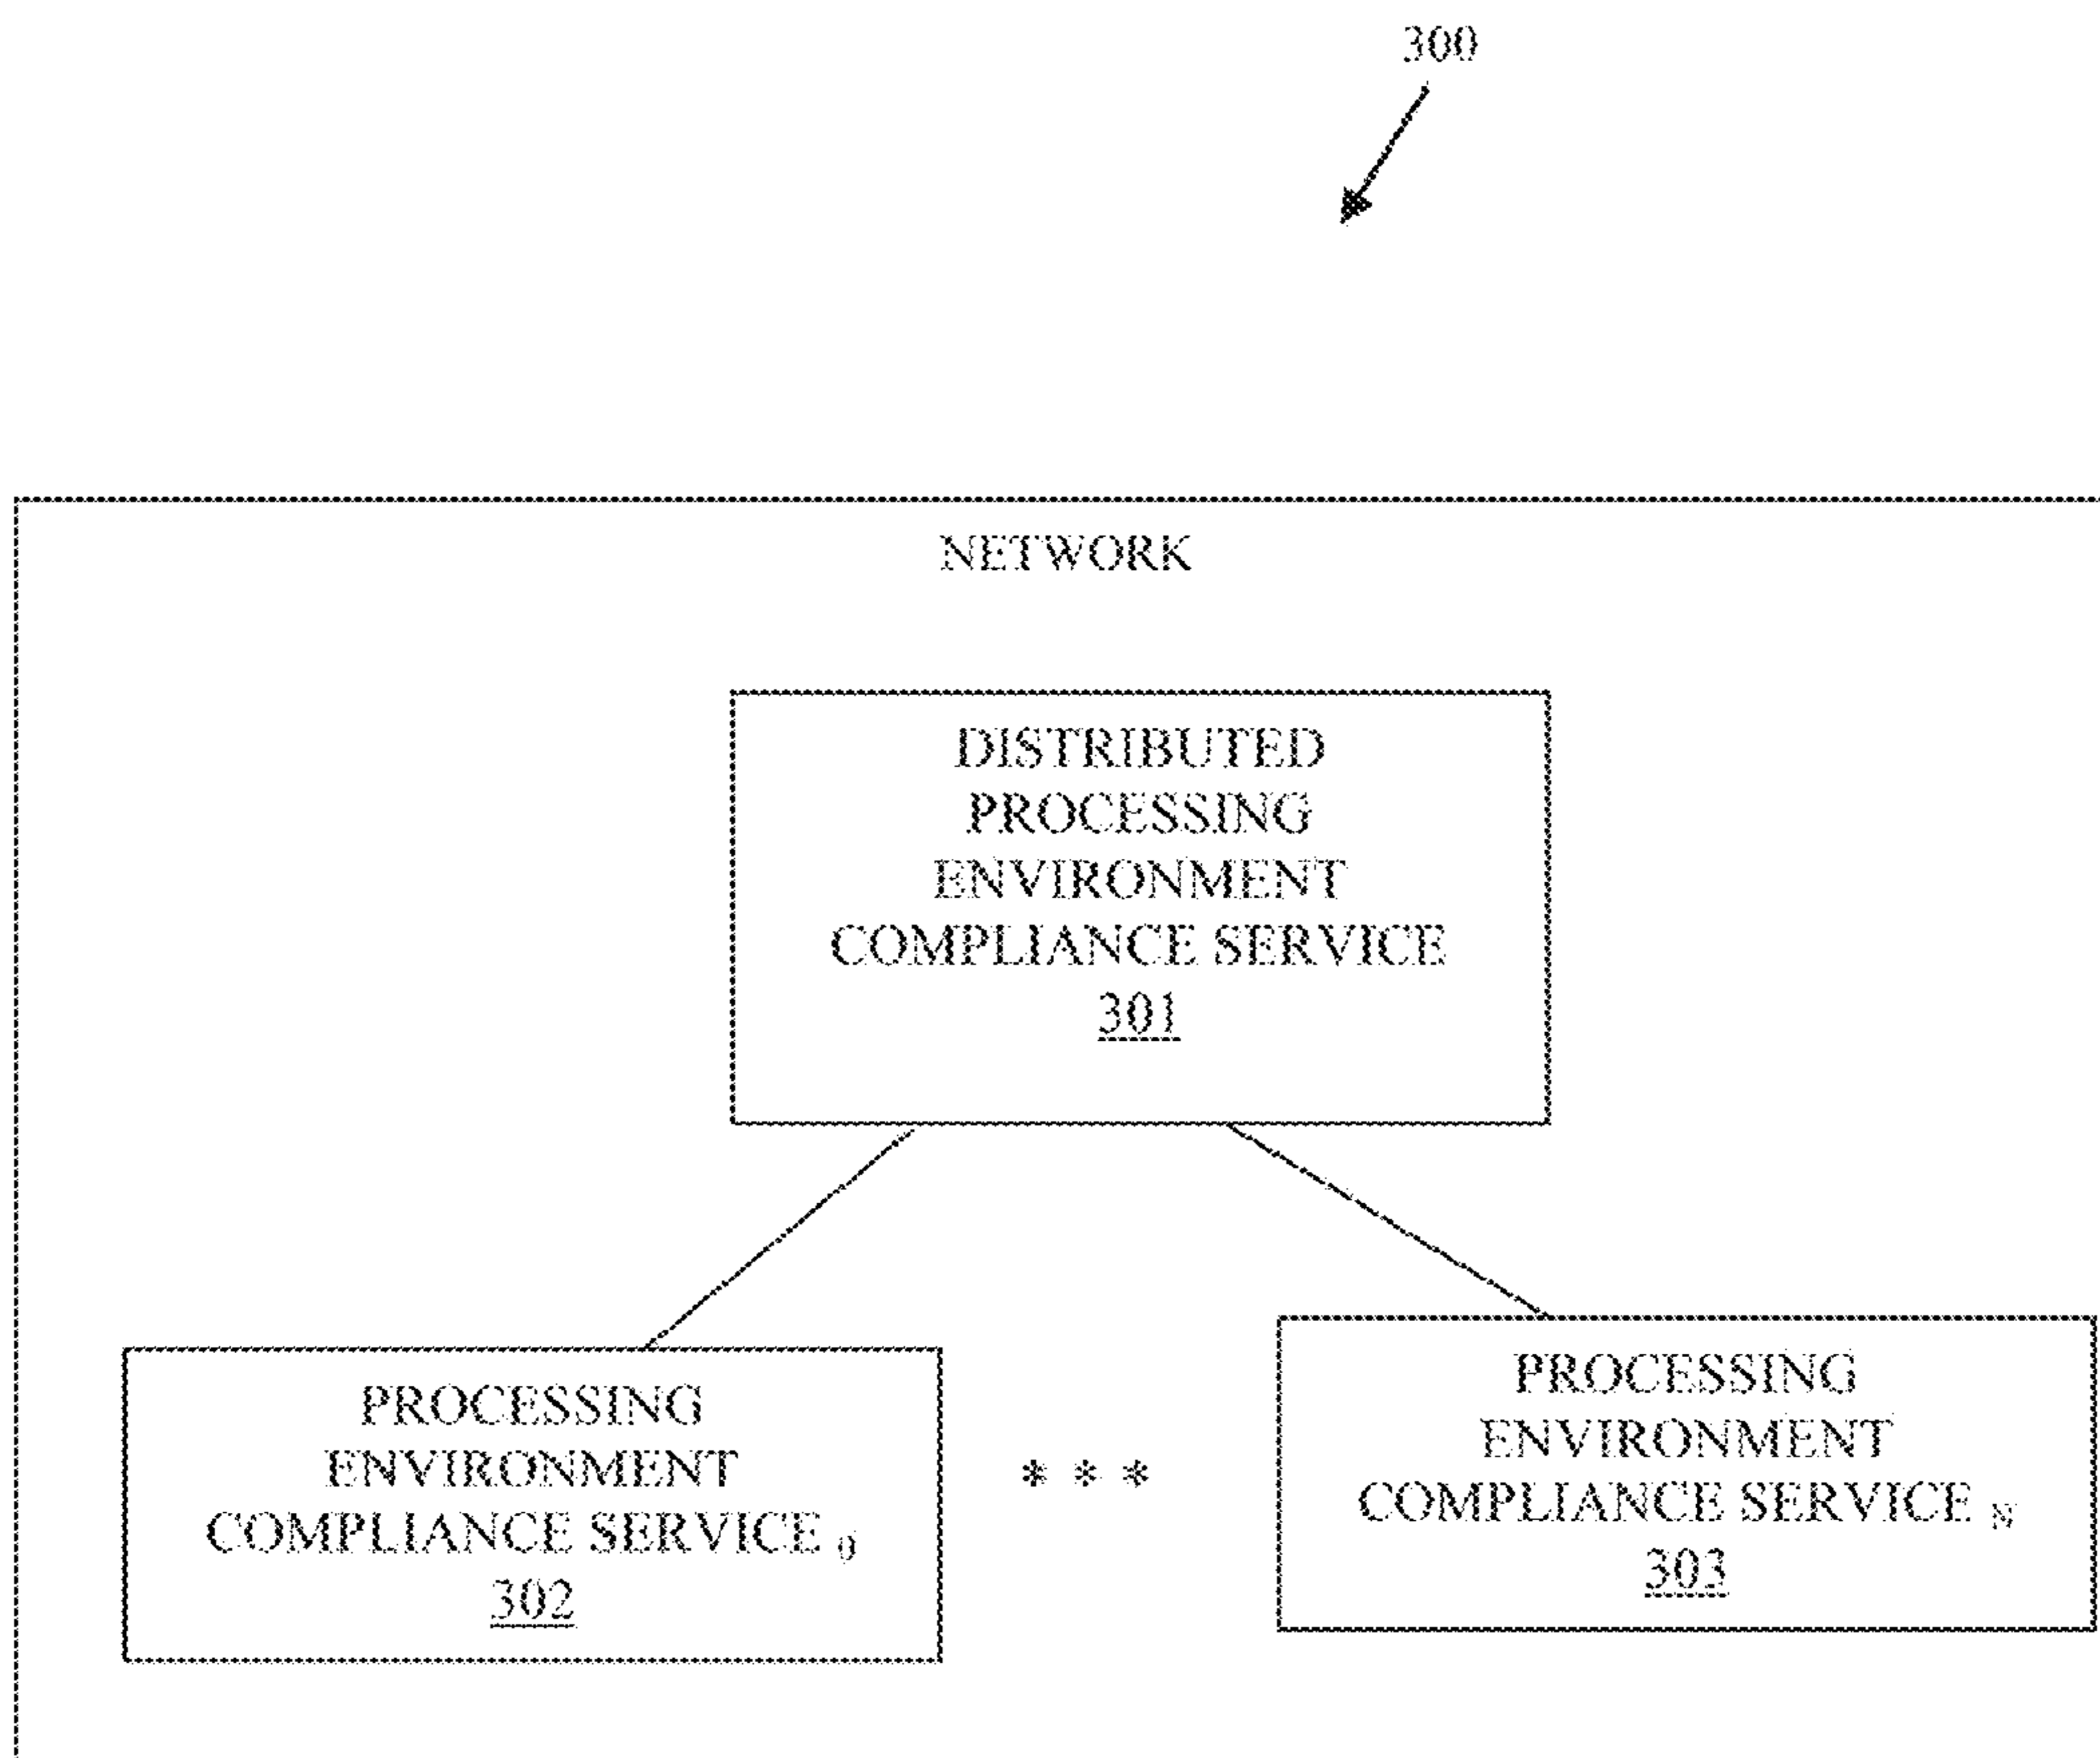 300
NETWORK
DISTRIBUTED
PROCESSING
ENVIRONMENT
COMPLIANCE SERVICE
301
PROCESSING
ENVIRONMENT
COMPLIANCE SERVICE 0
302
* * *
PROCESSING
ENVIRONMENT
COMPLIANCE SERVICE N
303